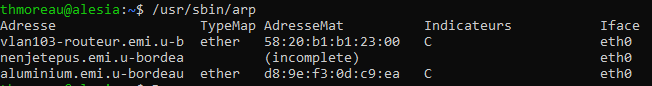 thmoreau@alesia:~$ /usr/sbin/arp
Adresse TypeMap AdresseMat Indicateurs Iface
vlan103-routeur.emi.u-b ether 58:20:b1:b1:23:00 C eth0
nenjetepus.emi.u-bordea (incomplete) eth0
aluminium.emi.u-bordeau ether d8:9e:f3:0d:c9:ea C eth0